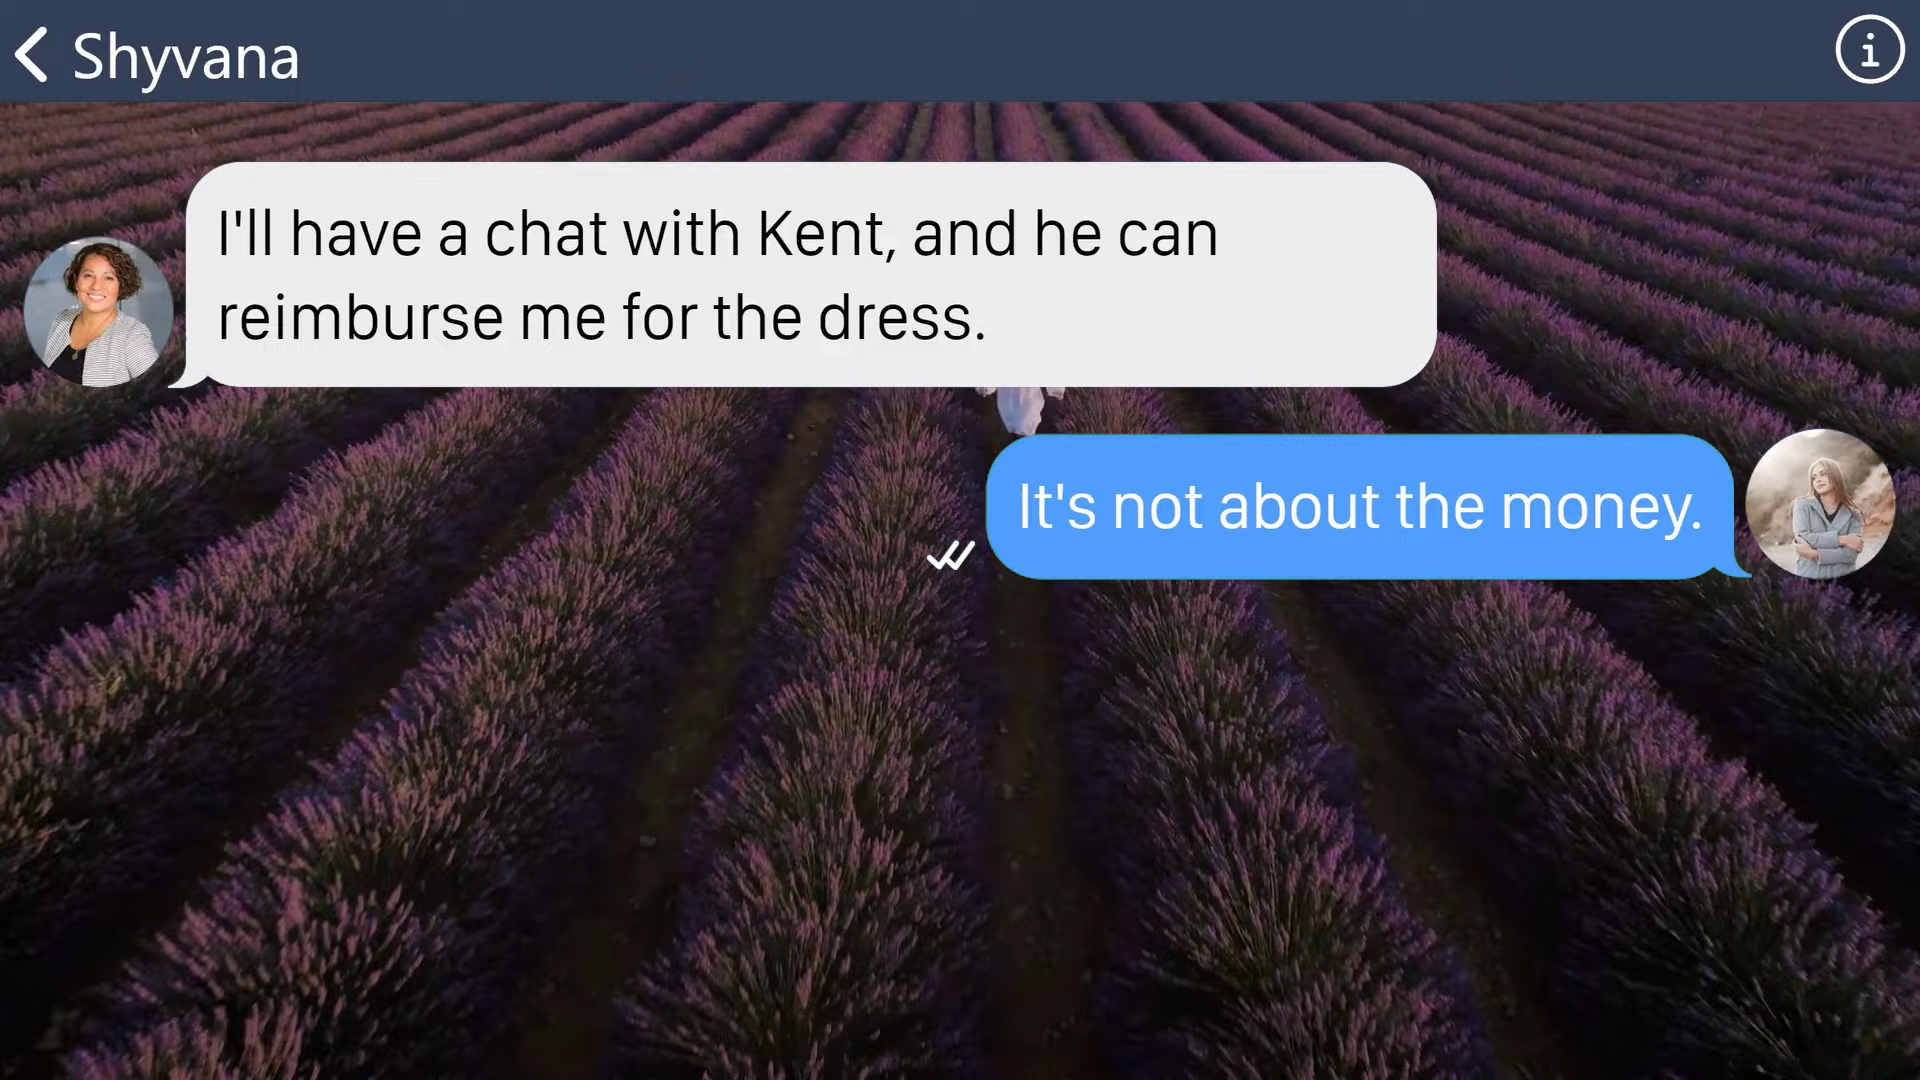 Shyvana
I'll have a chat with Kent, and he can
reimburse me for the dress.
It's not about the money.